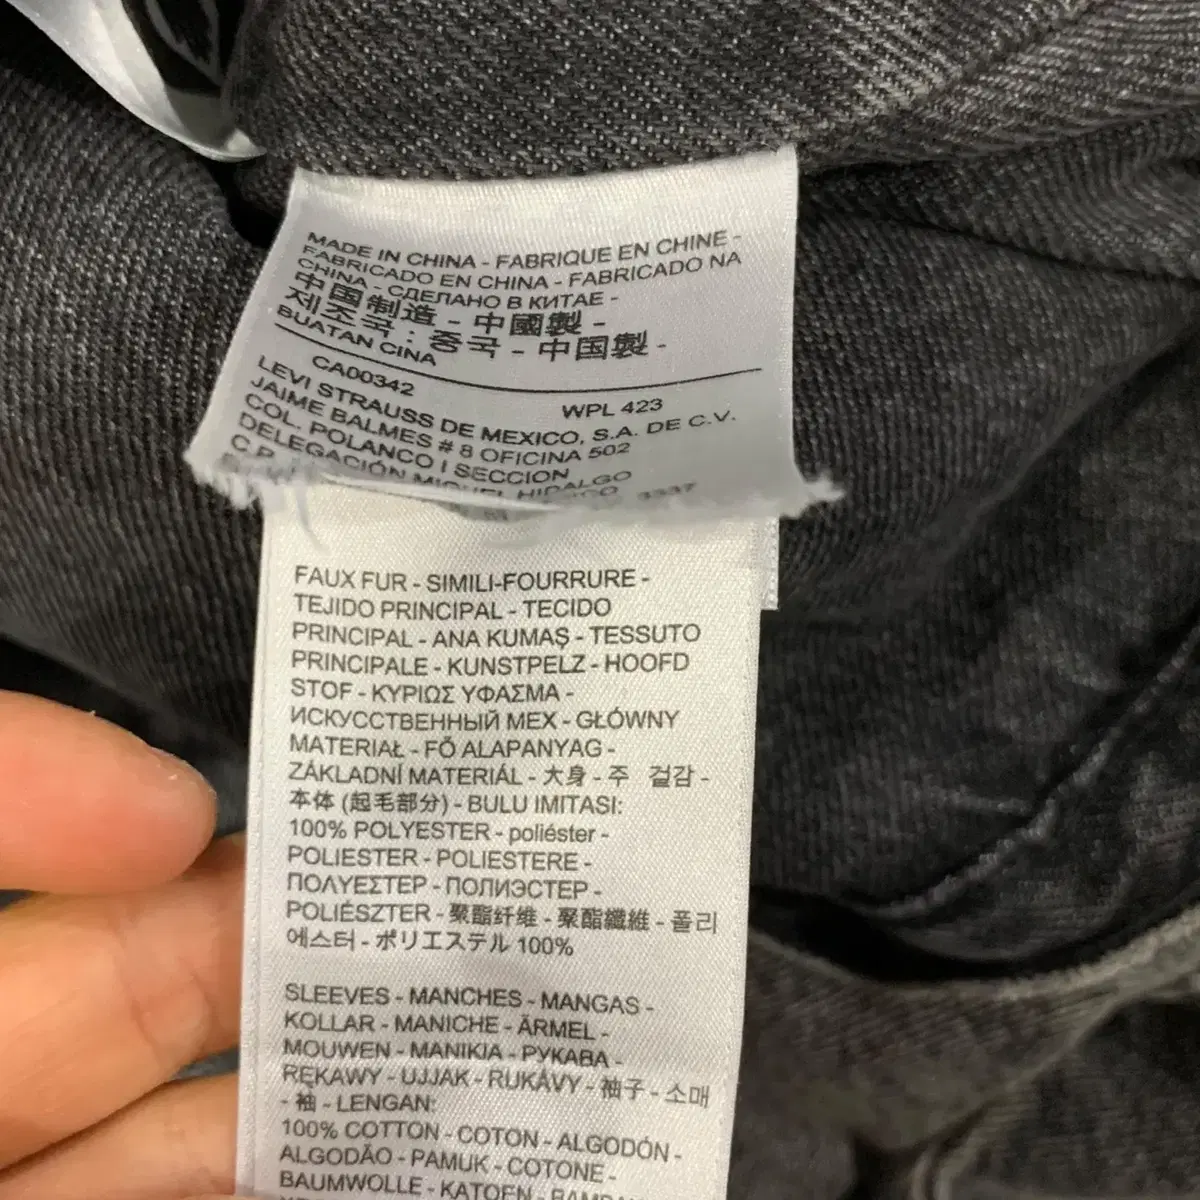 MADE IN CHINA - FABRIQUE EN CHINE -
FABRICADO EN CHINA - FABRICADO NA
CHINA - СДЕЛАНО В КИТАЕ -
中国制造 - 中國製 -
제조국 : 중국 - 中国製 -
BUATAN CINA
CA00342
WPL 423
LEVI STRAUSS DE MEXICO, S.A. DE C.V.
JAIME BALMES # 8 OFICINA 502
COL. POLANCO I SECCION
DELEGACIÓN MIGUEL HIDALGO
C.P.
FAUX FUR - SIMILI-FOURRURE -
TEJIDO PRINCIPAL - TECIDO
PRINCIPAL - ANA KUMAŞ - TESSUTO
PRINCIPALE - KUNSTPELZ - HOOFD
STOF - ΚΥΡΙΩΣ ΥΦΑΣΜΑ -
ИСКУССТВЕННЫЙ МЕХ - GŁÓWNY
MATERIAŁ - FŐ ALAPANYAG -
ZÁKLADNÍ MATERIÁL - 大身 - 주 겉감 -
本体 (起毛部分) - BULU IMITASI:
100% POLYESTER - poliéster -
POLIESTER - POLIESTERE -
ΠΟΛΥΕΣΤΕΡ - ПОЛИЭСТЕР -
POLIÉSZTER - 聚酯纤维 - 聚酯纖維 - 폴리
에스터 - ポリエステル 100%
SLEEVES - MANCHES - MANGAS -
KOLLAR - MANICHE - ÄRMEL -
MOUWEN - ΜΑΝΙΚΙΑ - РУКАВА -
RĘKAWY - UJJAK - RUKÁVY - 袖子 - 소매
- 袖 - LENGAN:
100% COTTON - COTON - ALGODÓN -
ALGODÃO - PAMUK - COTONE -
BAUMWOLLE - KATOEN -